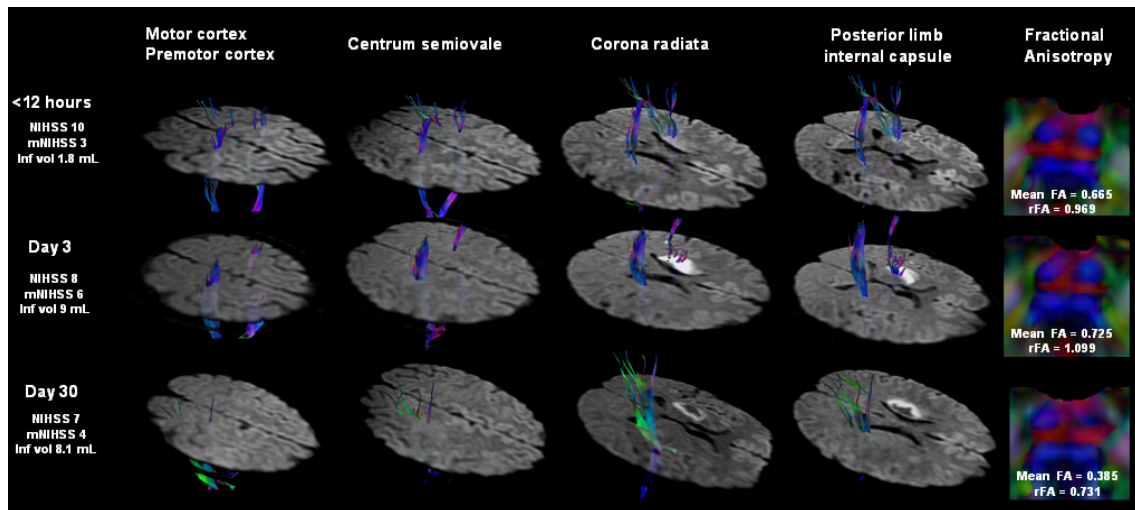 Motor cortex
Premotor cortex
Centrum semiovale
Corona radiata
Posterior limb
internal capsule
Fractional
Anisotropy
<12 hours
NIHSS 10
mNIHSS 3
Inf vol 1.8 mL
Mean FA = 0.665
rFA = 0.969
Day 3
NIHSS 8
mNIHSS 6
Inf vol 9 mL
Mean FA = 0.725
rFA = 1.099
Day 30
NIHSS 7
mNIHSS 4
Inf vol 8.1 mL
Mean FA = 0.385
rFA = 0.731